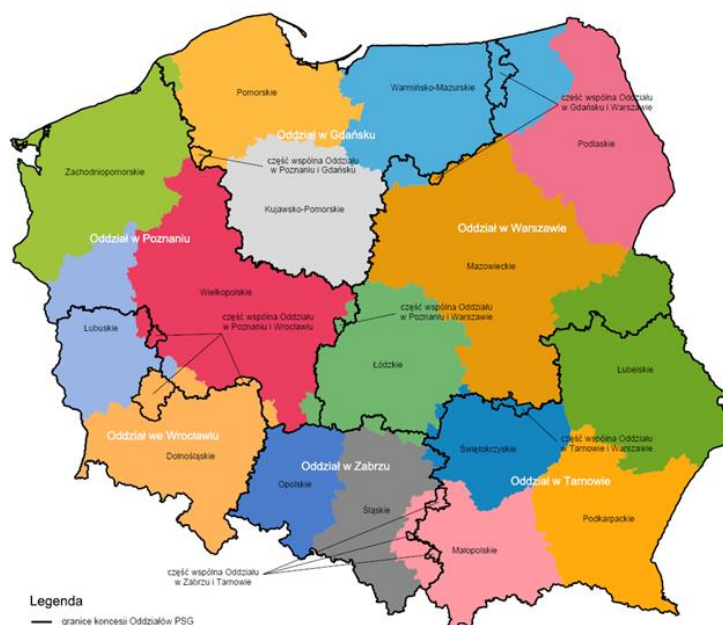 Pomorskie
Warmińsko-Mazurskie
część wspólna Oddziału
w Gdańsku i Warszawie
Oddział w Gdańsku
Podlaskie
część wspólna Oddziału
w Poznaniu i Gdańsku
Zachodniopomorskie
Kujawsko-Pomorskie
Oddział w Poznaniu
Oddział w Warszawie
Mazowieckie
Wielkopolskie
część wspólna Oddziału
w Poznaniu i Wrocławiu
część wspólna Oddziału
w Poznaniu i Warszawie
Lubuskie
Łódzkie
Lubelskie
Oddział we Wrocławiu
Dolnośląskie
Świętokrzyskie
część wspólna Oddziału
w Tarnowie i Warszawie
Oddział w Zabrzu
Opolskie
Oddział w Tarnowie
Śląskie
Podkarpackie
Małopolskie
część wspólna Oddziału
w Zabrzu i Tarnowie
Legenda
granice koncesji Oddziałów PSG